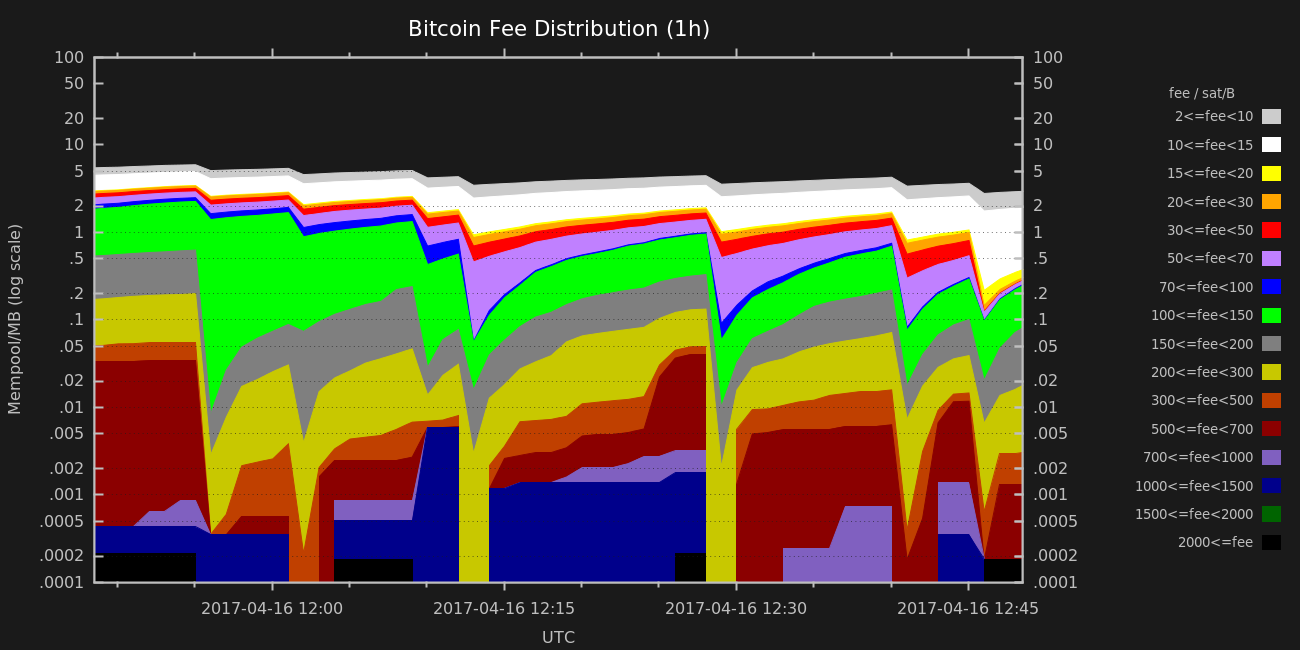 Bitcoin Fee Distribution (1h)
Mempool/MB (log scale)
100
50
20
10
5
2
1
.5
.2
.1
.05
.02
.01
.005
.002
.001
.0005
.0002
.0001
100
50
20
10
5
2
1
.5
.2
.1
.05
.02
.01
.005
.002
.001
.0005
.0002
.0001
fee / sat/B
2<=fee<10
10<=fee<15
15<=fee<20
20<=fee<30
30<=fee<50
50<=fee<70
70<=fee<100
100<=fee<150
150<=fee<200
200<=fee<300
300<=fee<500
500<=fee<700
700<=fee<1000
1000<=fee<1500
1500<=fee<2000
2000<=fee
2017-04-16 12:00 2017-04-16 12:15 2017-04-16 12:30 2017-04-16 12:45
UTC